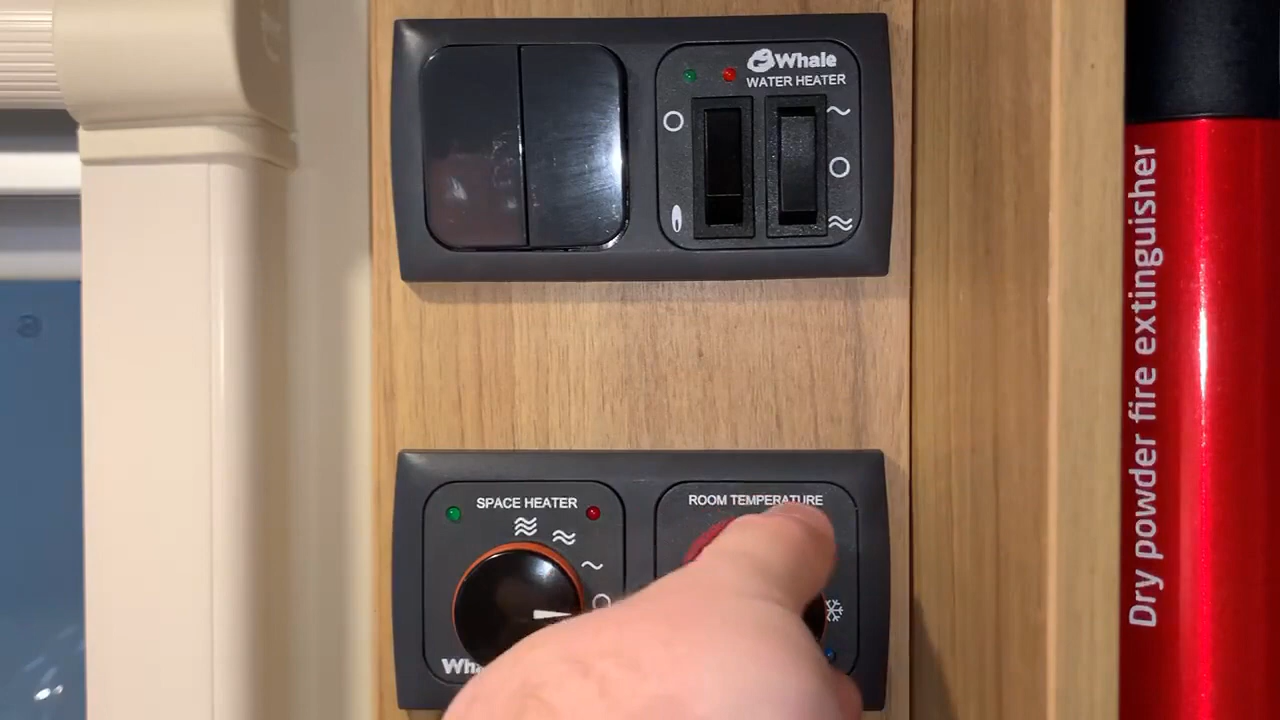 Whale
WATER HEATER
SPACE HEATER
ROOM TEMPERATURE
Dry powder fire extinguisher